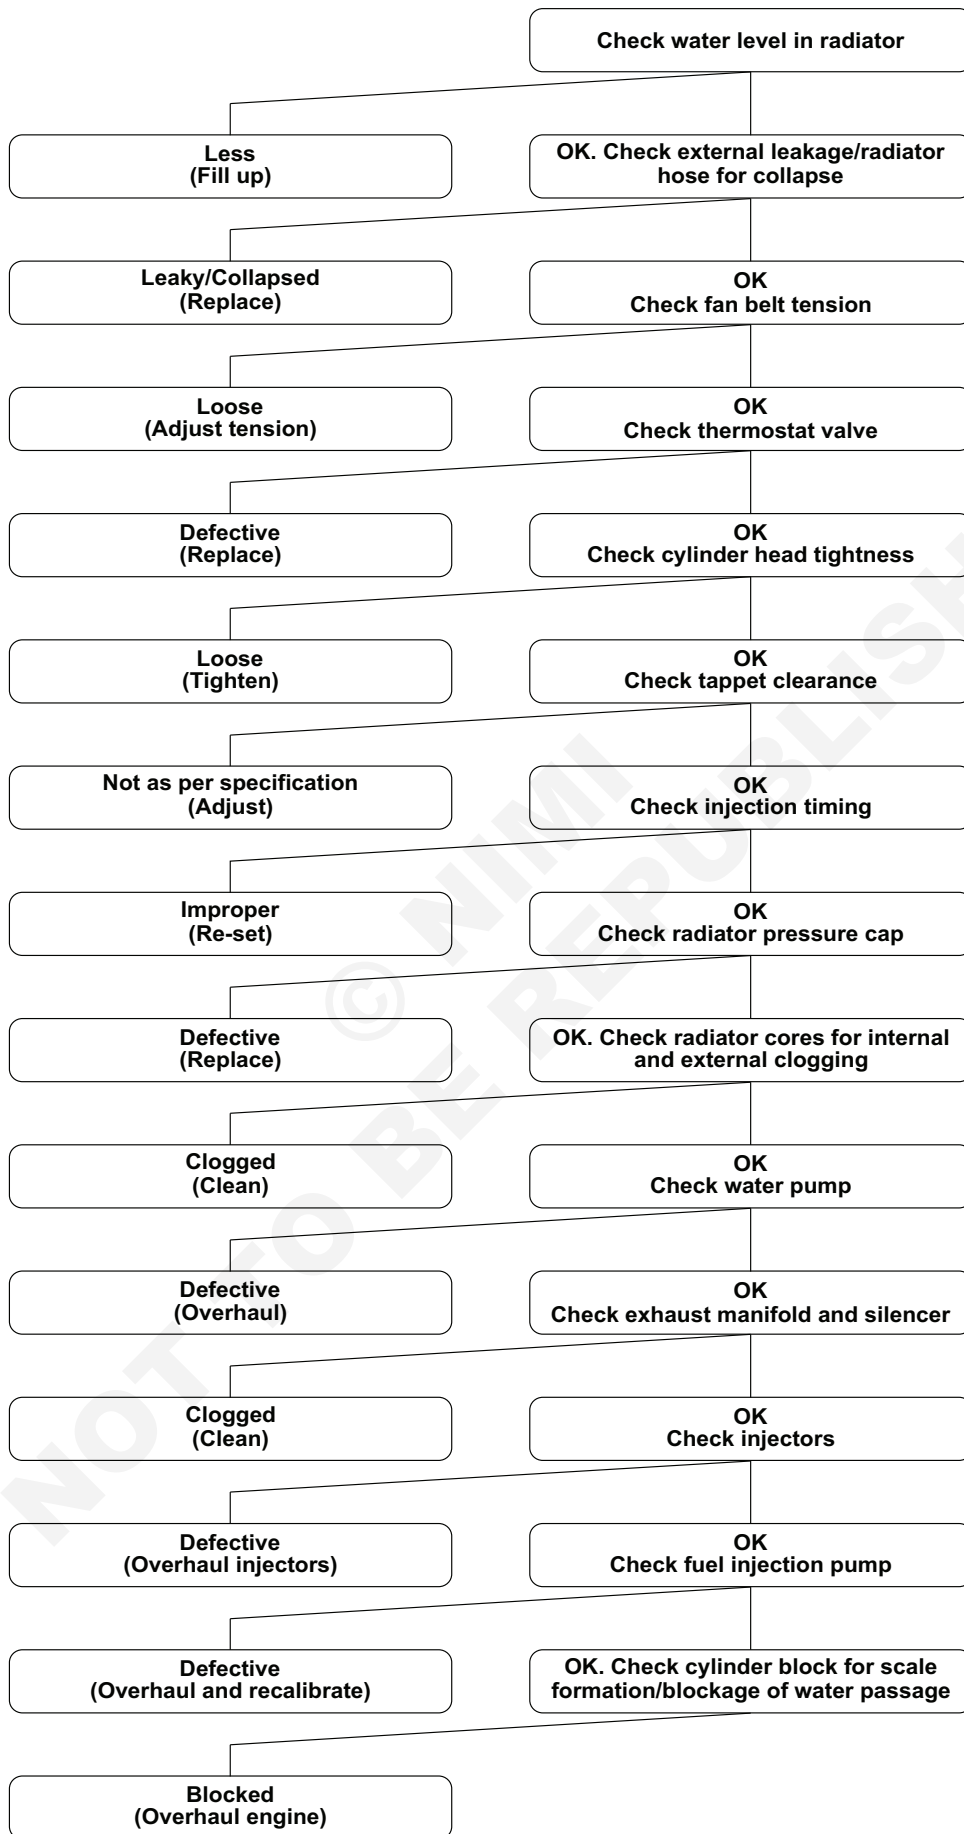 Check water level in radiator
Less
(Fill up)
OK. Check external leakage/radiator
hose for collapse
Leaky/Collapsed
(Replace)
OK
Check fan belt tension
Loose
(Adjust tension)
OK
Check thermostat valve
Defective
(Replace)
OK
Check cylinder head tightness
Loose
(Tighten)
OK
Check tappet clearance
Not as per specification
(Adjust)
OK
Check injection timing
Improper
(Re-set)
OK
Check radiator pressure cap
Defective
(Replace)
OK. Check radiator cores for internal
and external clogging
Clogged
(Clean)
OK
Check water pump
Defective
(Overhaul)
OK
Check exhaust manifold and silencer
Clogged
(Clean)
OK
Check injectors
Defective
(Overhaul injectors)
OK
Check fuel injection pump
Defective
(Overhaul and recalibrate)
OK. Check cylinder block for scale
formation/blockage of water passage
Blocked
(Overhaul engine)
© NIMI
NOT TO BE REPUBLISH